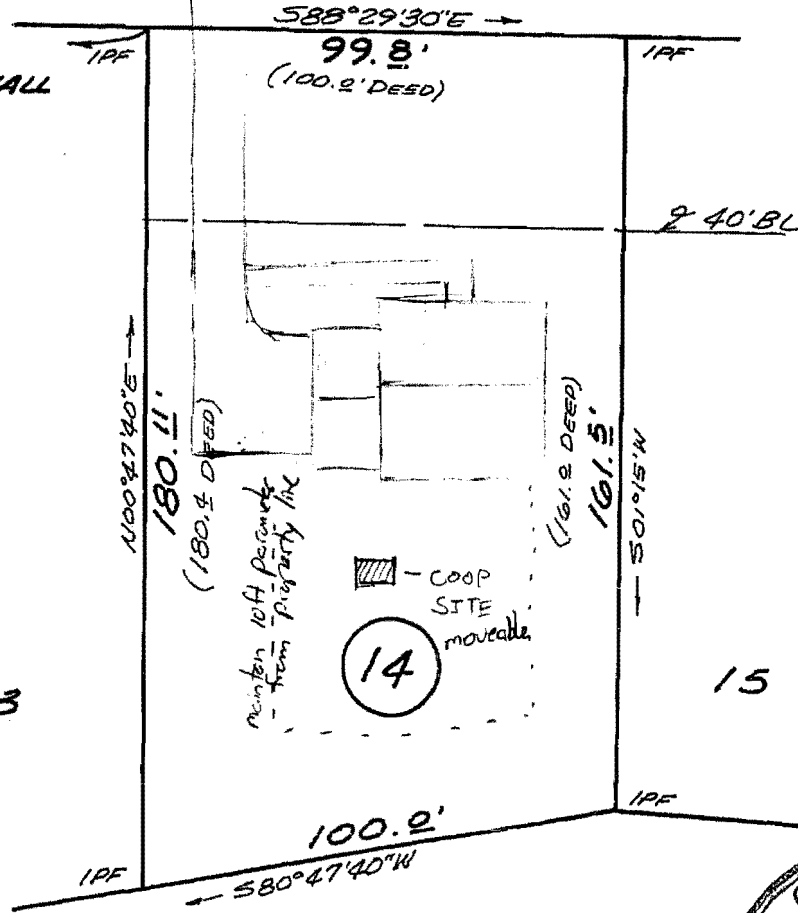 S88°29'30"E →
IPF
99.8'
IPF
(100.0' DEED)
ALL
40' BL
N00°47'40"E →
180.11'
(180.4 DEED)
(161.0 DEED)
161.5'
← S01°15'W
maintain 10ft perimeter
- from property line
- COOP
SITE
moveable
14
15
3
IPF
100.0'
IPF
← S80°47'40"W